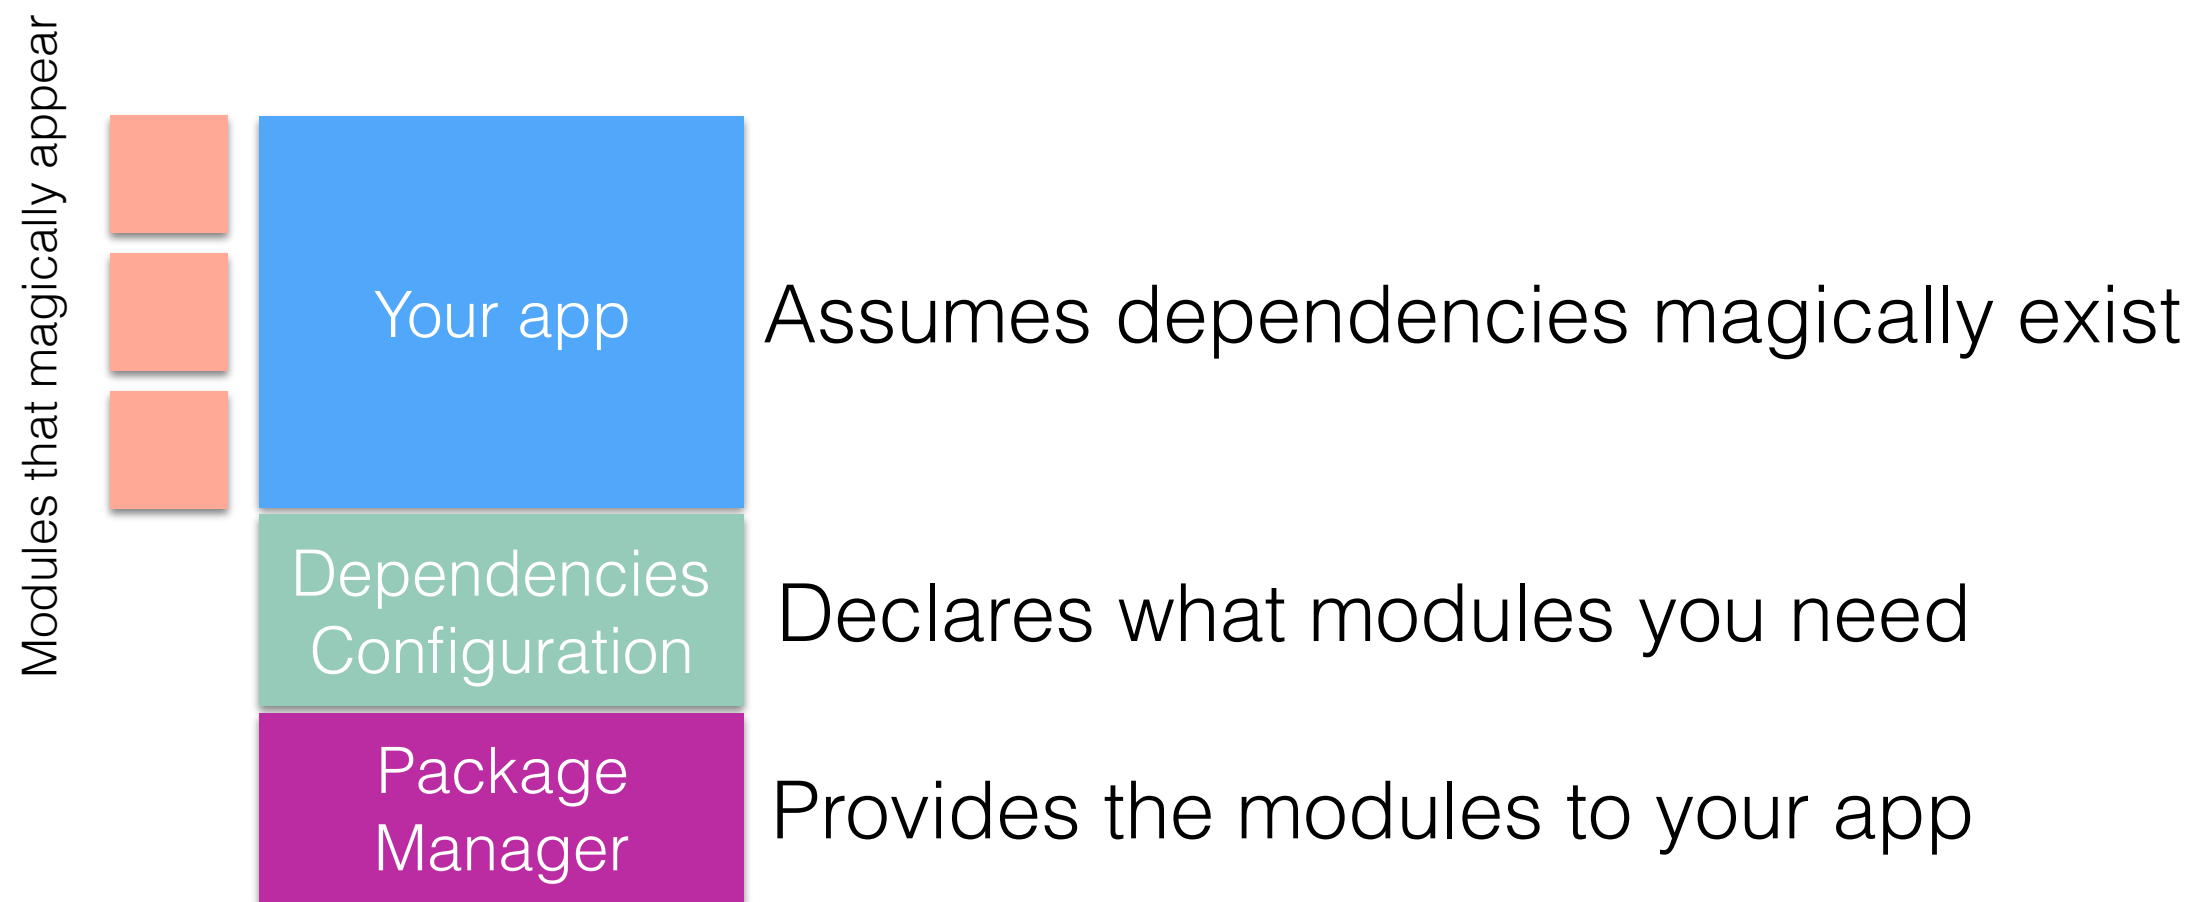 Modules that magically appear
Your app
Assumes dependencies magically exist
Dependencies
Configuration
Declares what modules you need
Package
Manager
Provides the modules to your app